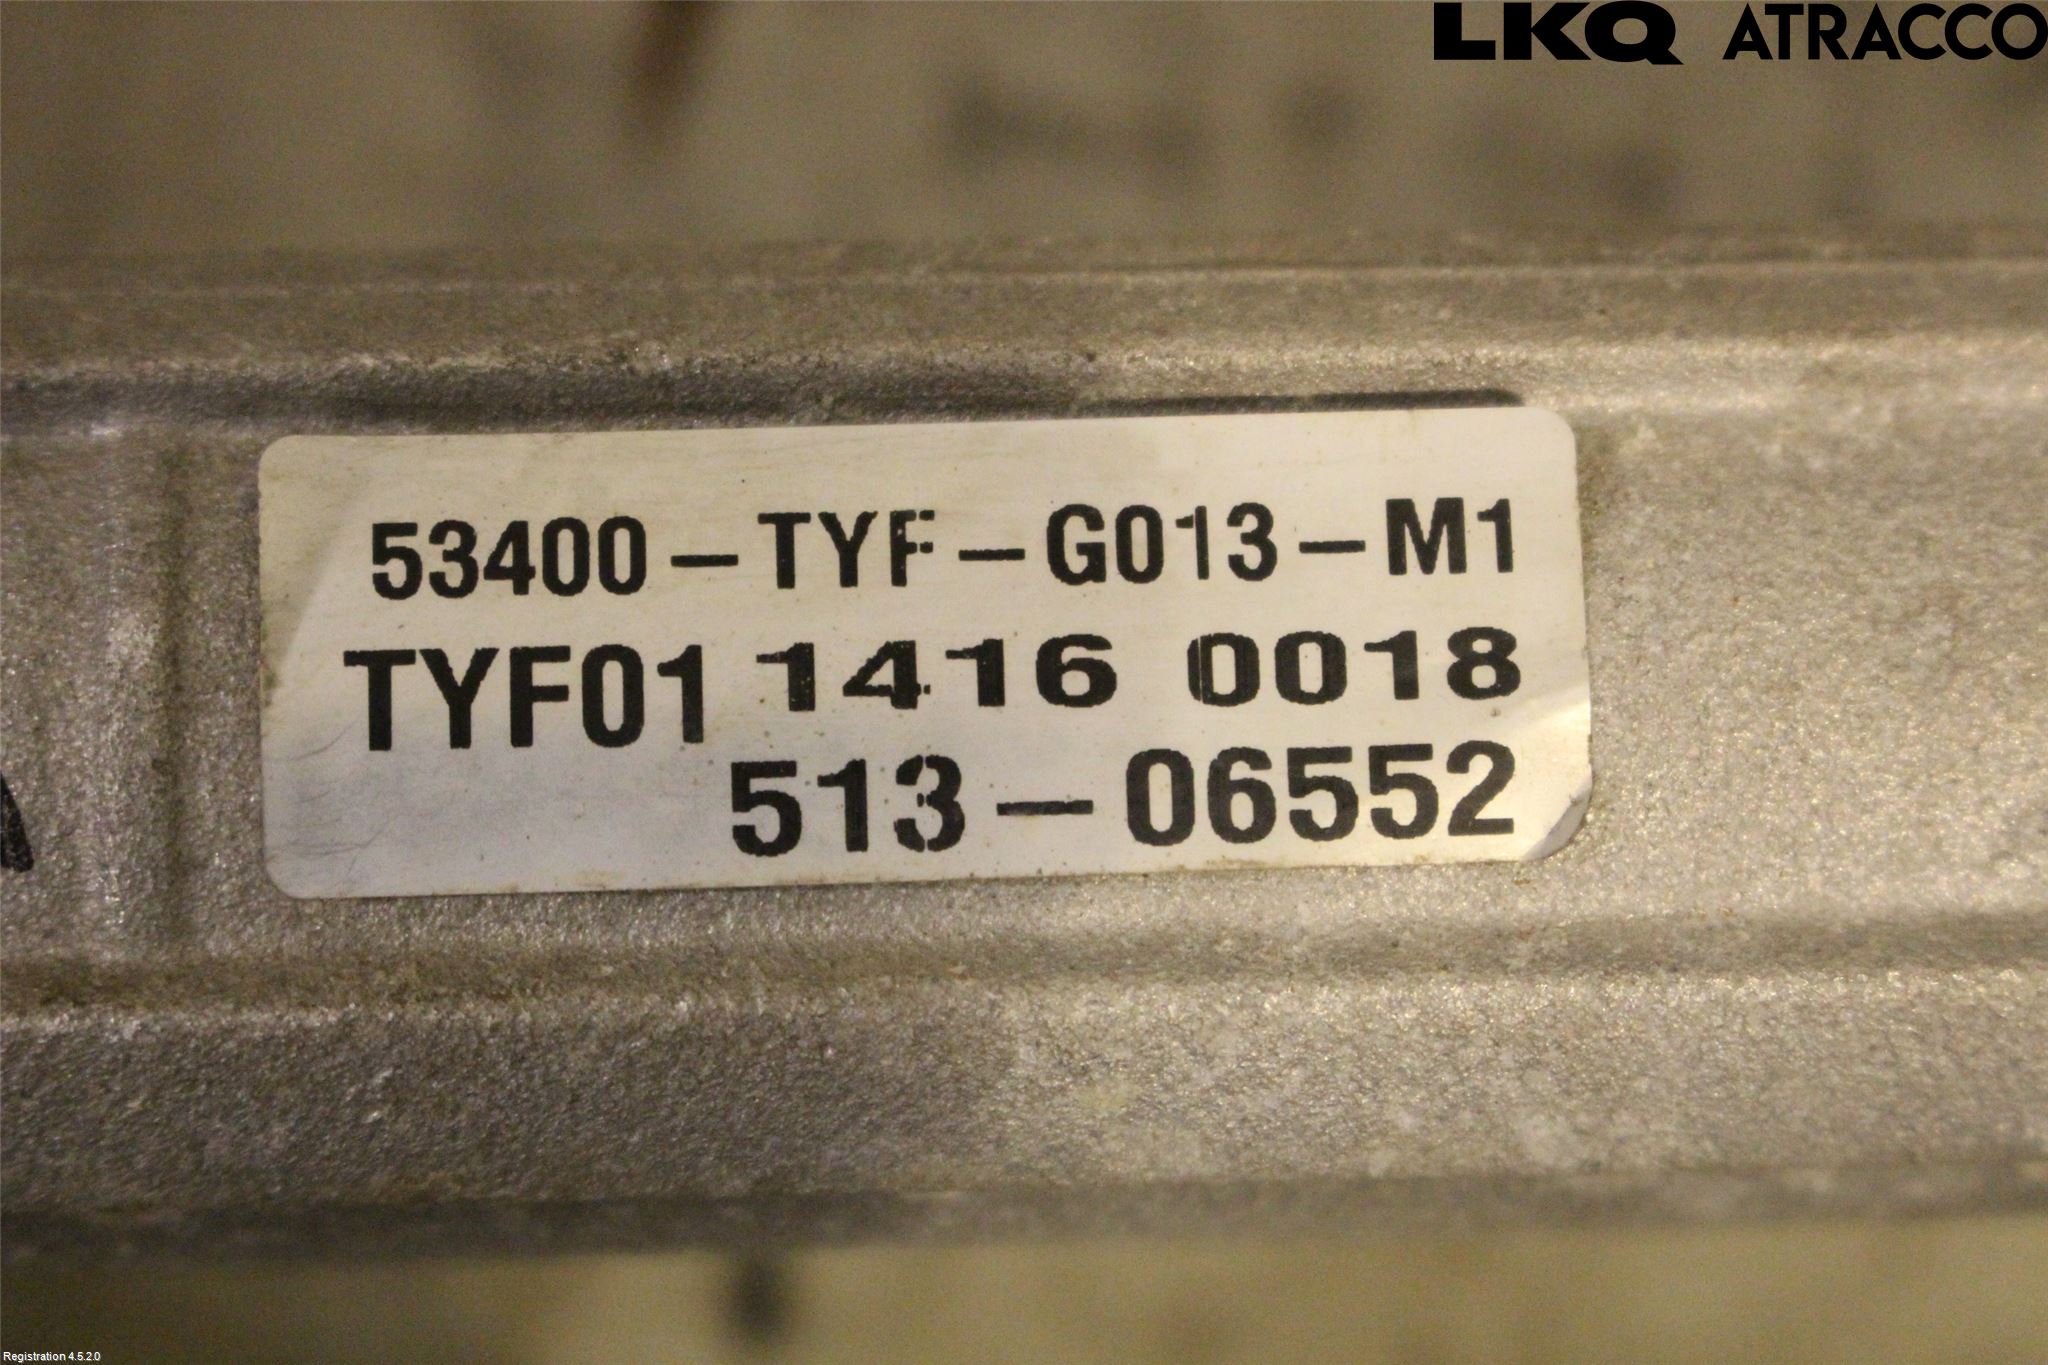 LKQ ATRACCO
53400-TYF-G013-M1
TYF01 1416 0018
513-06552
Registration 4.5.2.0